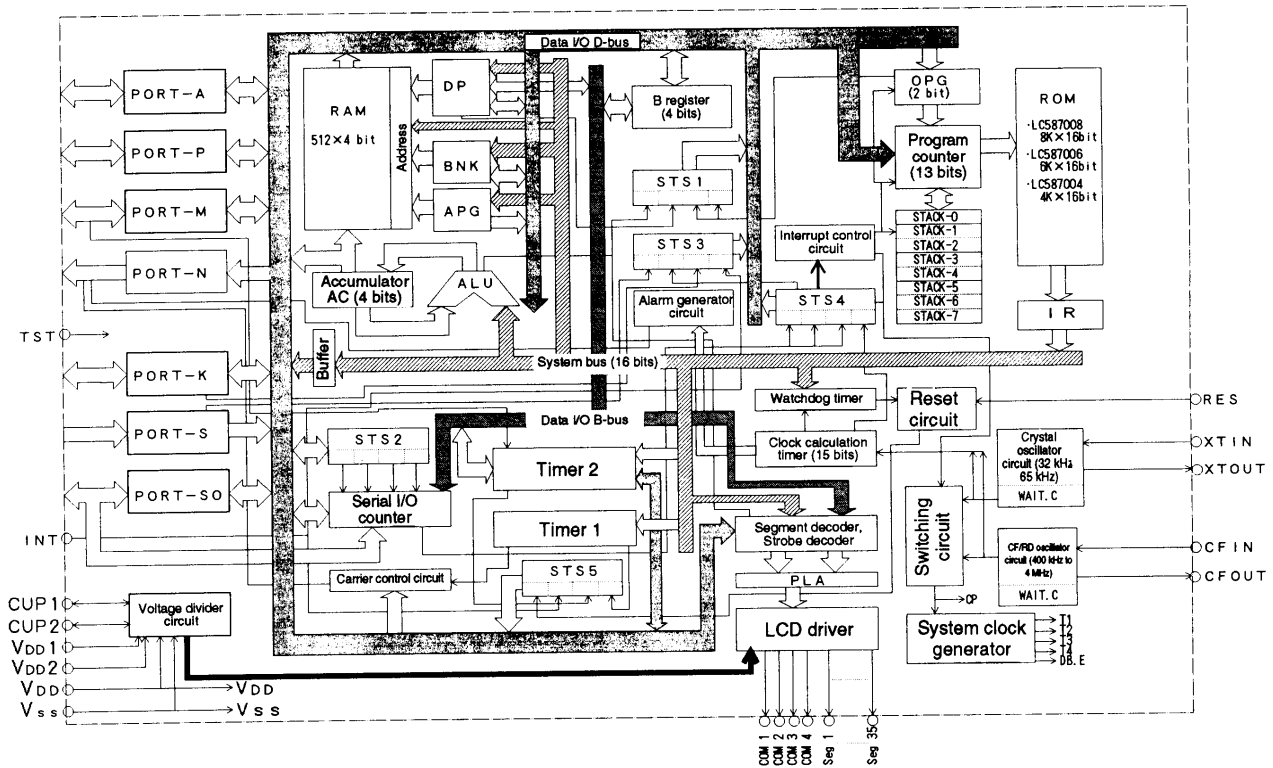 Data I/O D-bus
PORT-A
PORT-P
PORT-M
PORT-N
TST
PORT-K
PORT-S
PORT-SO
INT
CUP1
CUP2
VDD1
VDD2
VDD
Vss
Voltage divider
circuit
VDD
VSS
RAM
512×4 bit
Address
DP
BNK
APG
Accumulator
AC (4 bits)
ALU
Buffer
System bus (16 bits)
B register
(4 bits)
STS1
STS3
Alarm generator
circuit
Interrupt control
circuit
STS4
OPG
(2 bit)
Program
counter
(13 bits)
STACK-0
STACK-1
STACK-2
STACK-3
STACK-4
STACK-5
STACK-6
STACK-7
ROM
·LC587008
8K×16bit
·LC587006
6K×16bit
·LC587004
4K×16bit
IR
Data I/O B-bus
STS2
Serial I/O
counter
Timer 2
Timer 1
STS5
Carrier control circuit
Watchdog timer
Clock calculation
timer (15 bits)
Reset
circuit
Segment decoder,
Strobe decoder
PLA
LCD driver
Switching
circuit
Crystal
oscillator
circuit (32 kHz
65 kHz)
WAIT.C
CF/RD oscillator
circuit (400 kHz to
4 MHz)
WAIT.C
CP
System clock
generator
T1
T2
T3
T4
DB.E
RES
XTIN
XTOUT
CFIN
CFOUT
COM 1
COM 2
COM 3
COM 4
Seg 1
Seg 35